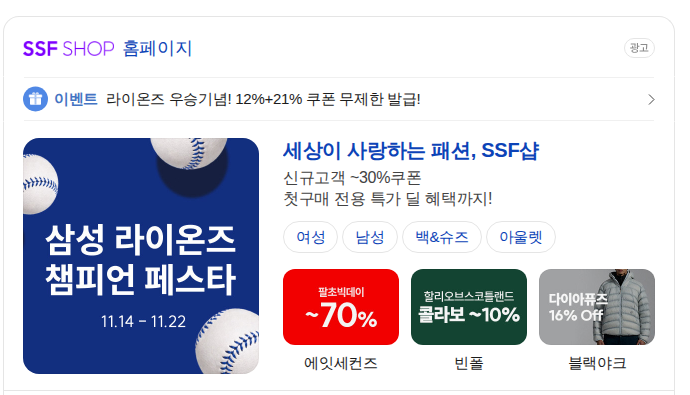 SSF SHOP 홈페이지
광고
이벤트 라이온즈 우승기념! 12%+21% 쿠폰 무제한 발급!
삼성 라이온즈
챔피언 페스타
11.14 - 11.22
세상이 사랑하는 패션, SSF샵
신규고객 ~30%쿠폰
첫구매 전용 특가 딜 혜택까지!
여성 남성 백&슈즈 아울렛
팔초빅데이
~70%
에잇세컨즈
할리오브스코틀랜드
콜라보 ~10%
빈폴
다이아퓨즈
16% Off
블랙야크